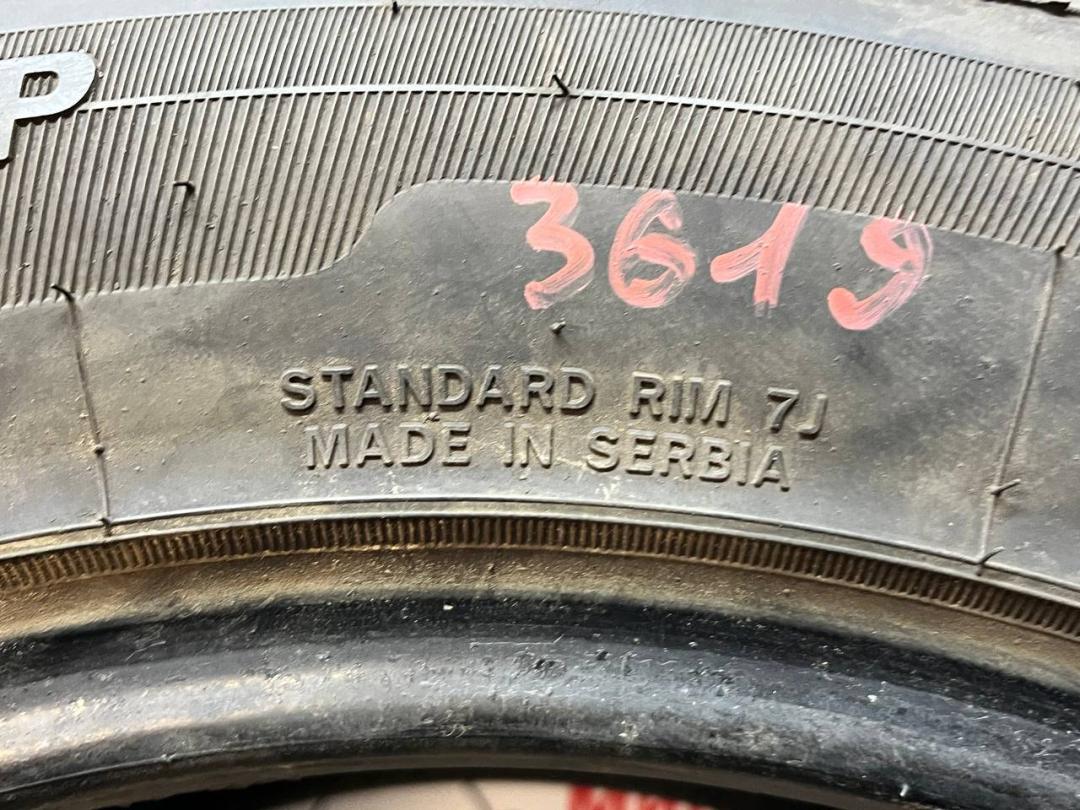 P
3619
STANDARD RIM 7J
MADE IN SERBIA